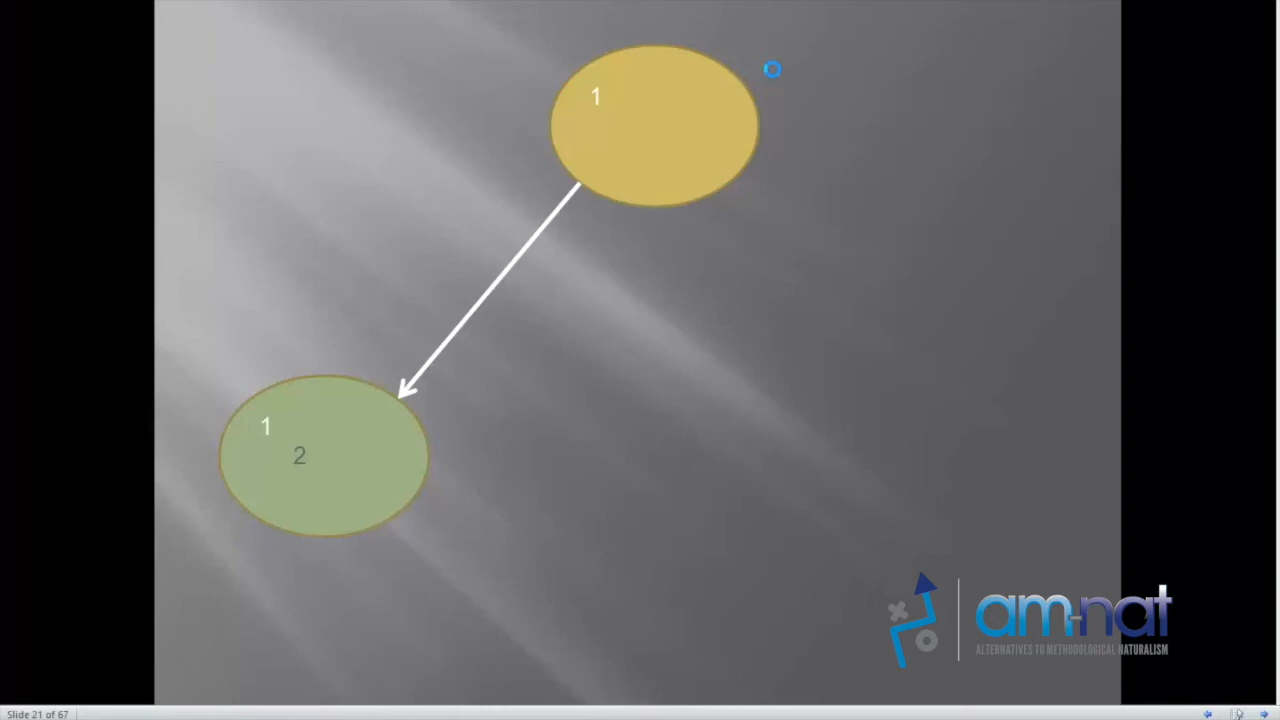 1
1
2
am-nat
ALTERNATIVES TO METHODOLOGICAL NATURALISM
Slide 21 of 67